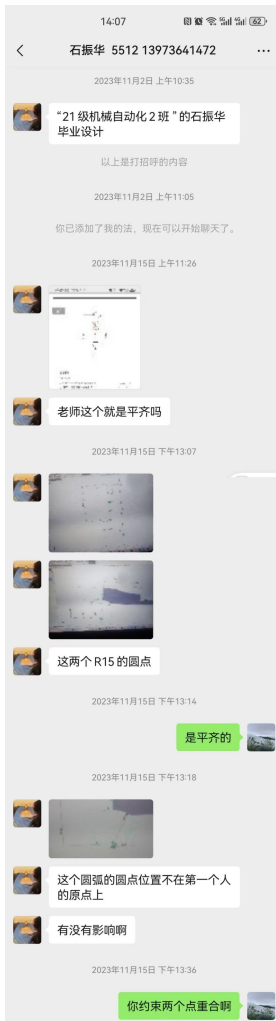 14:07
62
石振华 5512 13973641472
2023年11月2日 上午10:35
“21级机械自动化2班”的石振华
毕业设计
以上是打招呼的内容
2023年11月2日 上午11:05
你已添加了我的法，现在可以开始聊天了。
2023年11月15日 上午11:26
老师这个就是平齐吗
2023年11月15日 下午13:07
这两个R15的圆点
2023年11月15日 下午13:14
是平齐的
2023年11月15日 下午13:18
这个圆弧的圆点位置不在第一个人
的原点上
有没有影响啊
2023年11月15日 下午13:36
你约束两个点重合啊